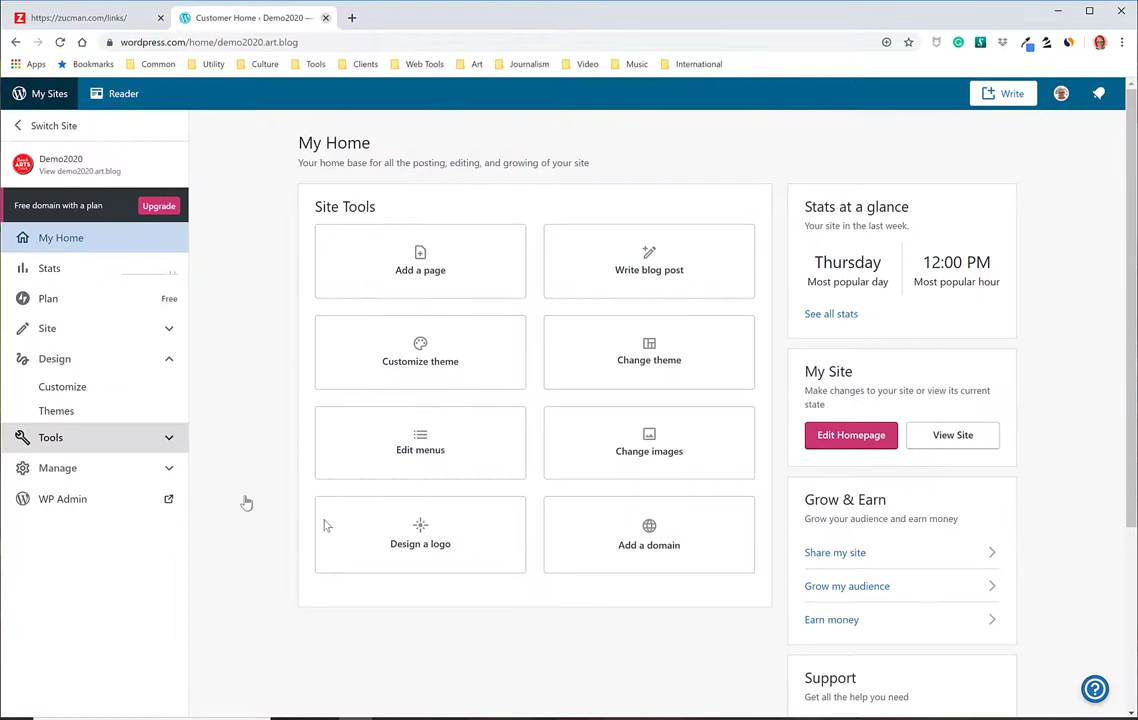 https://zucman.com/links/
Customer Home ‹ Demo2020 —
wordpress.com/home/demo2020.art.blog
Apps
Bookmarks
Common
Utility
Culture
Tools
Clients
Web Tools
Art
Journalism
Video
Music
International
My Sites
Reader
Write
Switch Site
Demo2020
View demo2020.art.blog
Free domain with a plan
Upgrade
My Home
Stats
Plan
Free
Site
Design
Customize
Themes
Tools
Manage
WP Admin
My Home
Your home base for all the posting, editing, and growing of your site
Site Tools
Add a page
Write blog post
Customize theme
Change theme
Edit menus
Change images
Design a logo
Add a domain
Stats at a glance
Your site in the last week.
Thursday
12:00 PM
Most popular day
Most popular hour
See all stats
My Site
Make changes to your site or view its current
state
Edit Homepage
View Site
Grow & Earn
Grow your audience and earn money
Share my site
Grow my audience
Earn money
Support
Get all the help you need